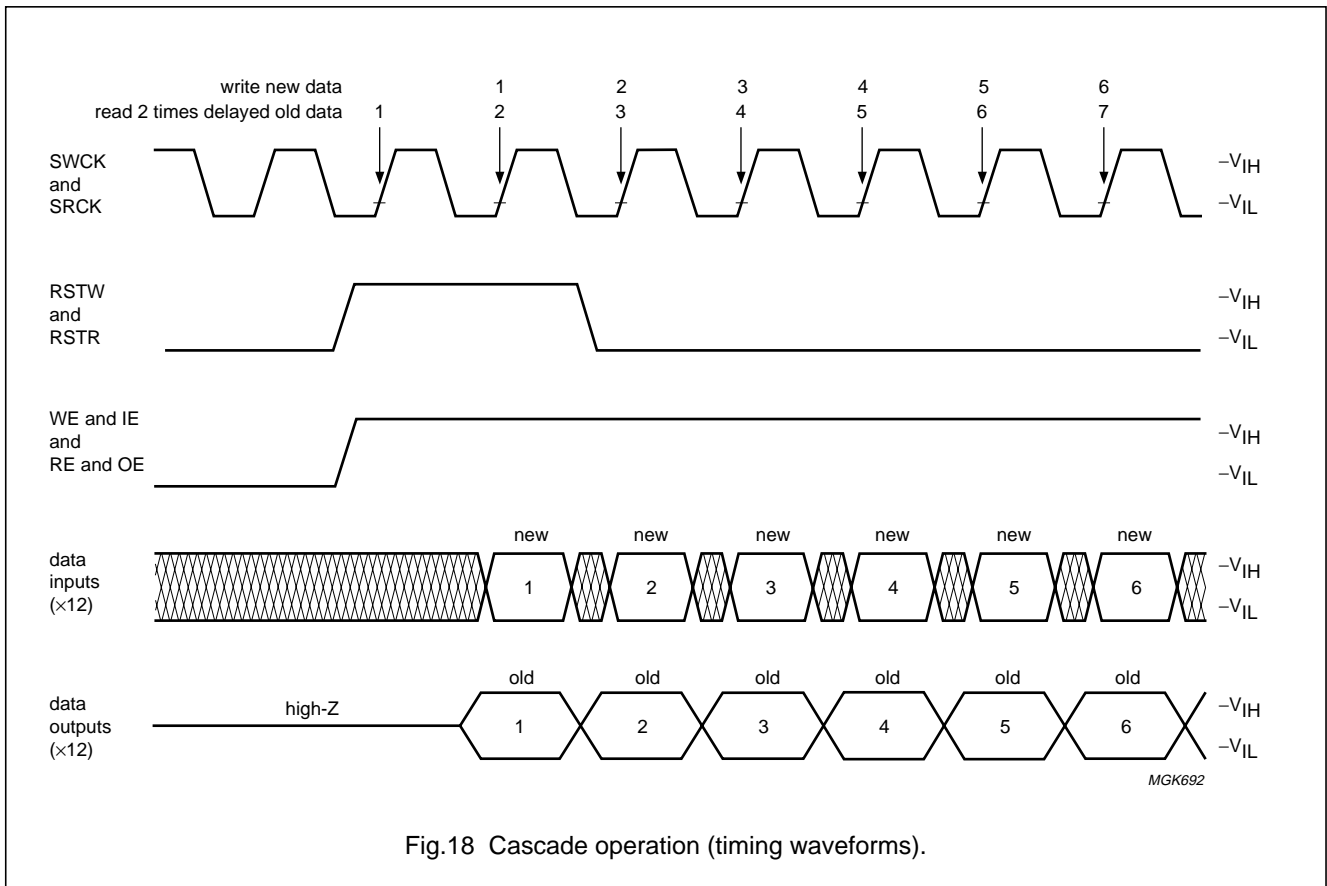 write new data 1 2 3 4 5 6
read 2 times delayed old data 1 2 3 4 5 6 7
SWCK
and
SRCK
–VIH
–VIL
RSTW
and
RSTR
–VIH
–VIL
WE and IE
and
RE and OE
–VIH
–VIL
new new new new new new
data
inputs
(×12)
1 2 3 4 5 6
–VIH
–VIL
old old old old old old
data
outputs
(×12)
high-Z
1 2 3 4 5 6
–VIH
–VIL
MGK692
Fig.18 Cascade operation (timing waveforms).